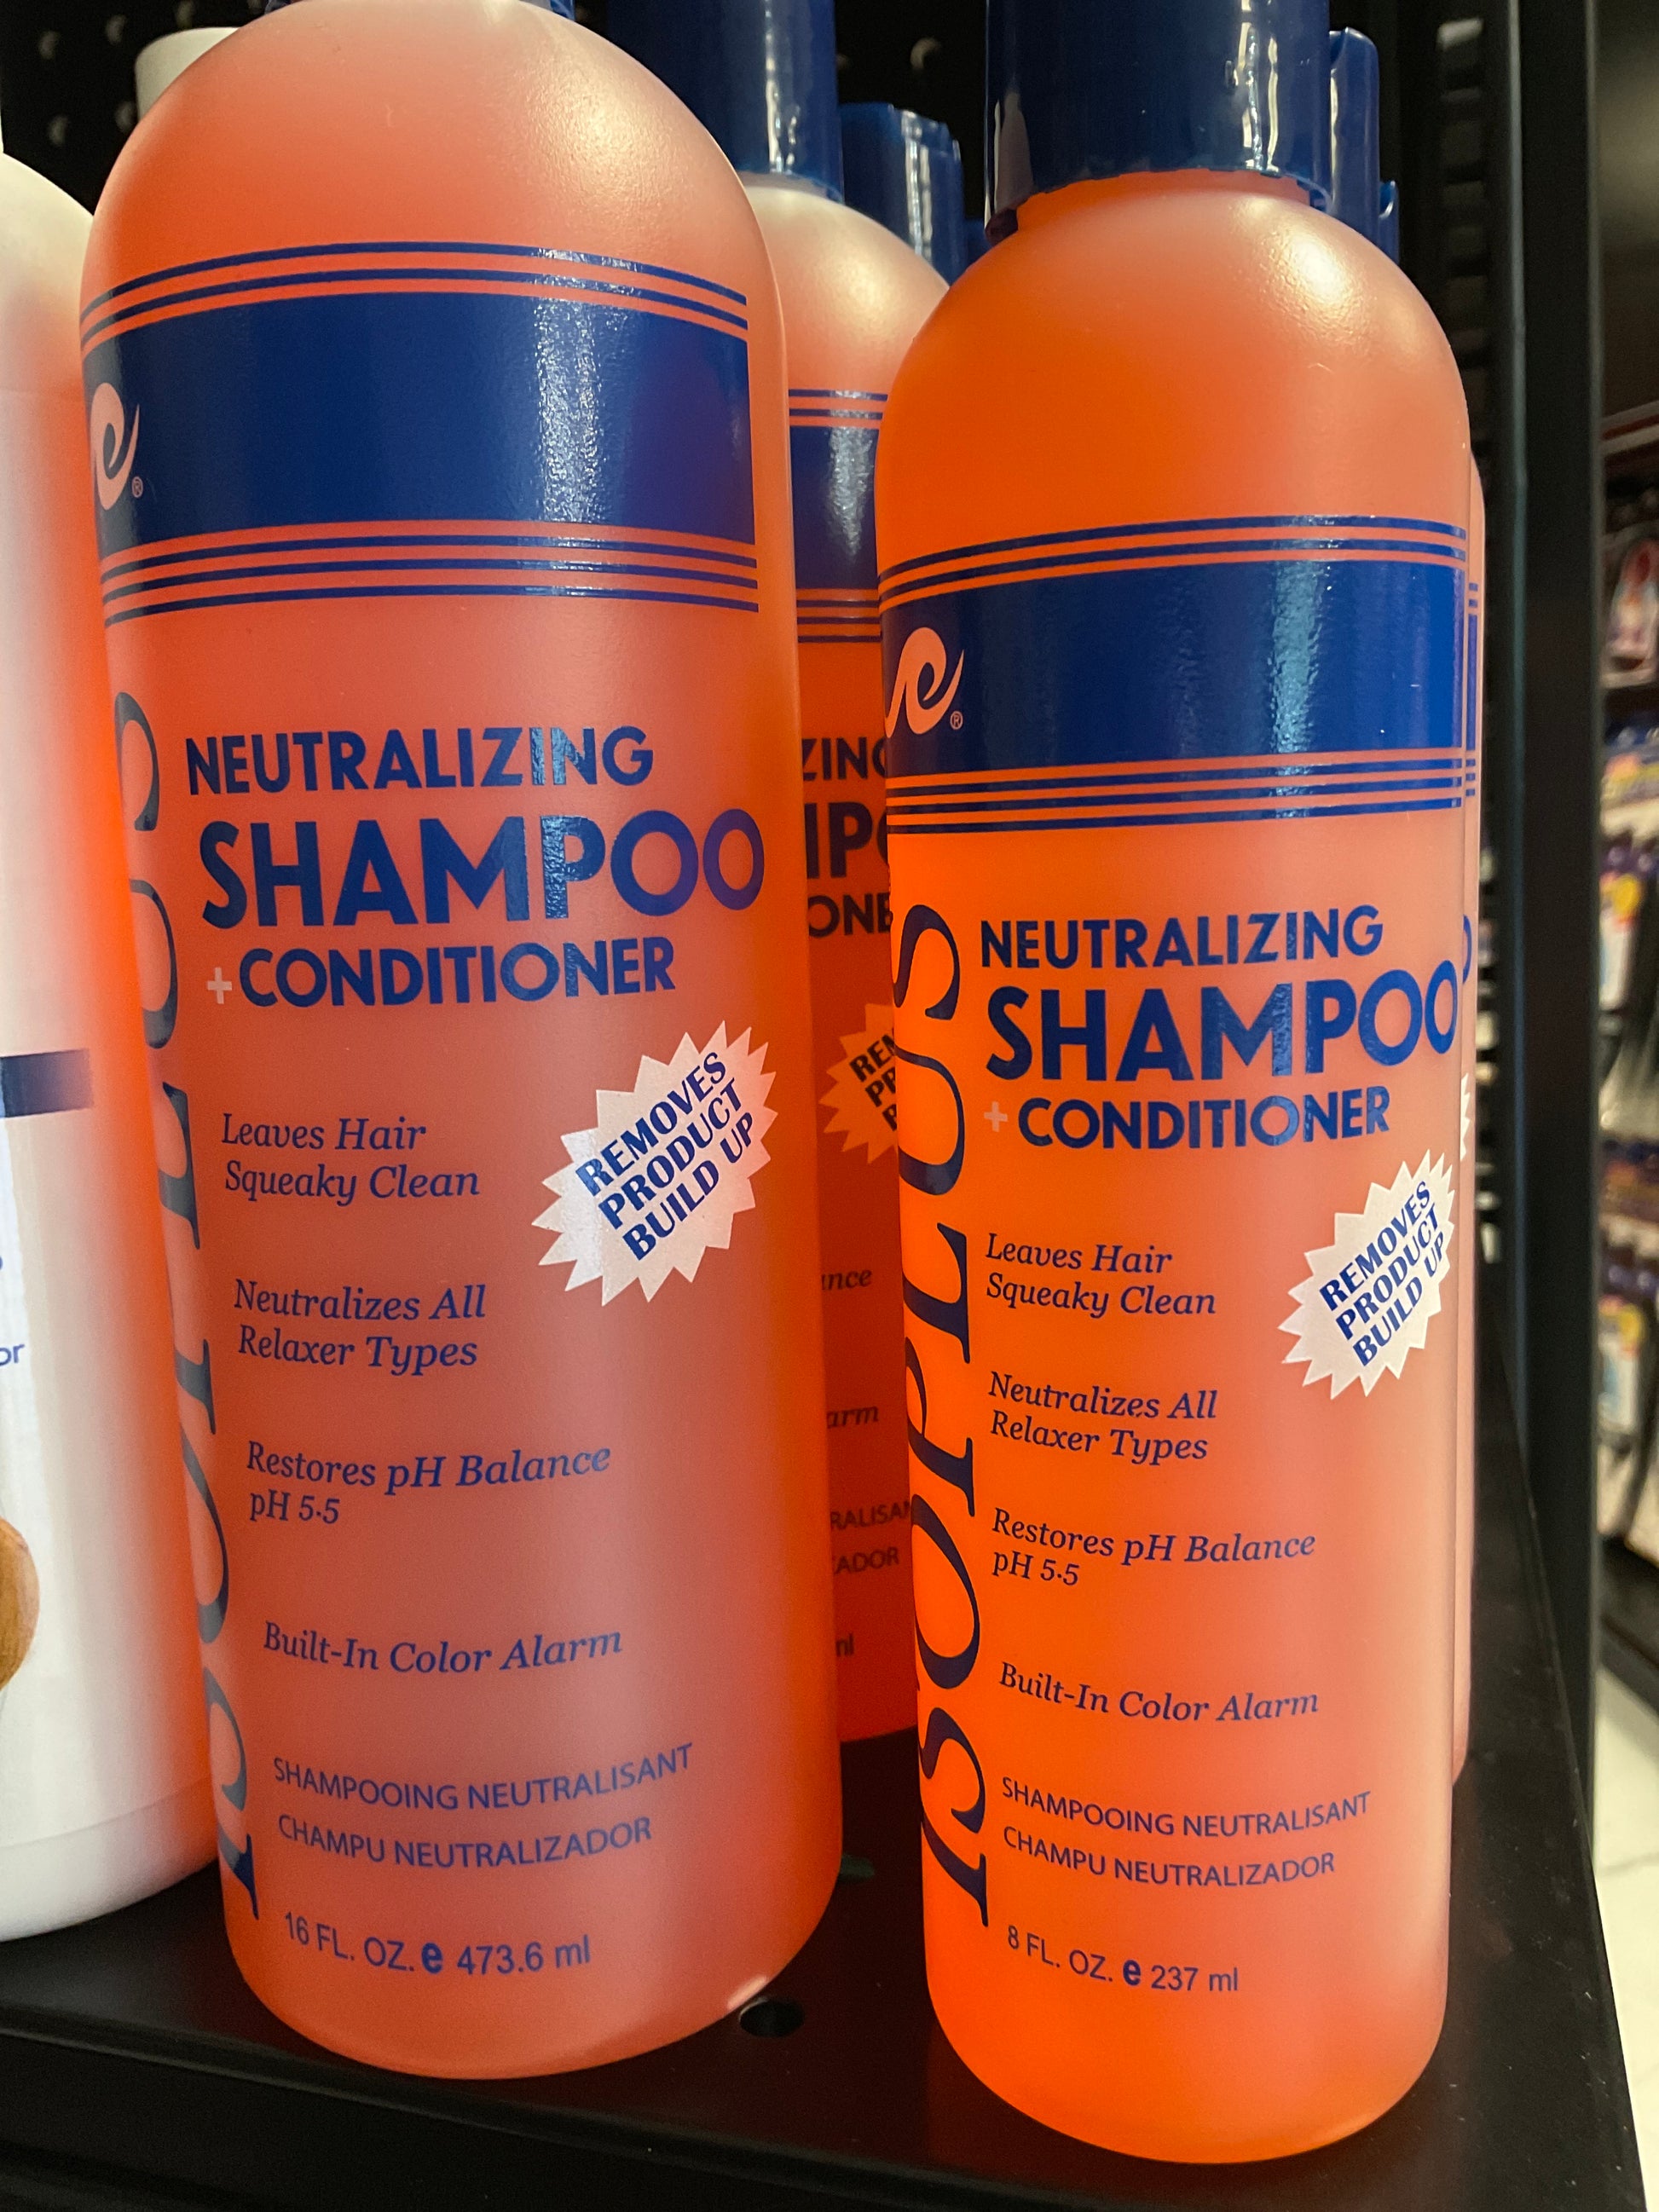 NEUTRALIZING
SHAMPOO
+CONDITIONER
REMOVES
PRODUCT
BUILD UP
Leaves Hair
Squeaky Clean
Neutralizes All
Relaxer Types
Restores pH Balance
pH 5.5
Built-In Color Alarm
SHAMPOOING NEUTRALISANT
CHAMPU NEUTRALIZADOR
16 FL. OZ. e 473.6 ml
ISOPLUS
®
ISOPLUS
®
NEUTRALIZING
SHAMPOO
+ CONDITIONER
REMOVES
PRODUCT
BUILD UP
Leaves Hair
Squeaky Clean
Neutralizes All
Relaxer Types
Restores pH Balance
pH 5.5
Built-In Color Alarm
SHAMPOOING NEUTRALISANT
CHAMPU NEUTRALIZADOR
8 FL. OZ. e 237 ml